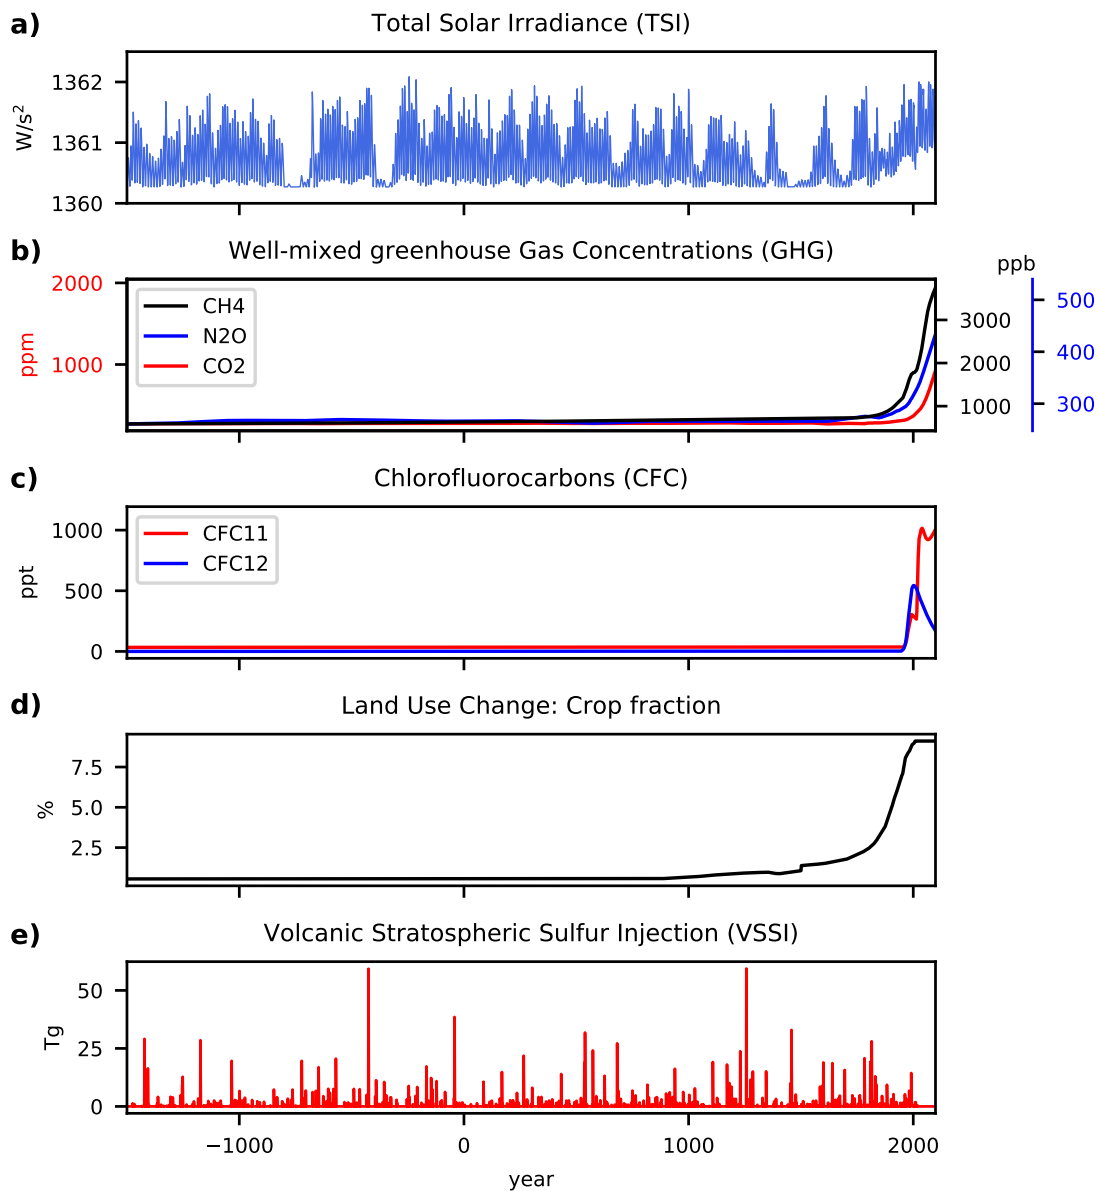 a)
Total Solar Irradiance (TSI)
1362
1361
1360
W/s²
b)
Well-mixed greenhouse Gas Concentrations (GHG)
ppb
2000
1000
ppm
CH4
N2O
CO2
3000
2000
1000
500
400
300
c)
Chlorofluorocarbons (CFC)
1000
500
0
ppt
CFC11
CFC12
d)
Land Use Change: Crop fraction
7.5
5.0
2.5
%
e)
Volcanic Stratospheric Sulfur Injection (VSSI)
50
25
0
Tg
−1000 0 1000 2000
year